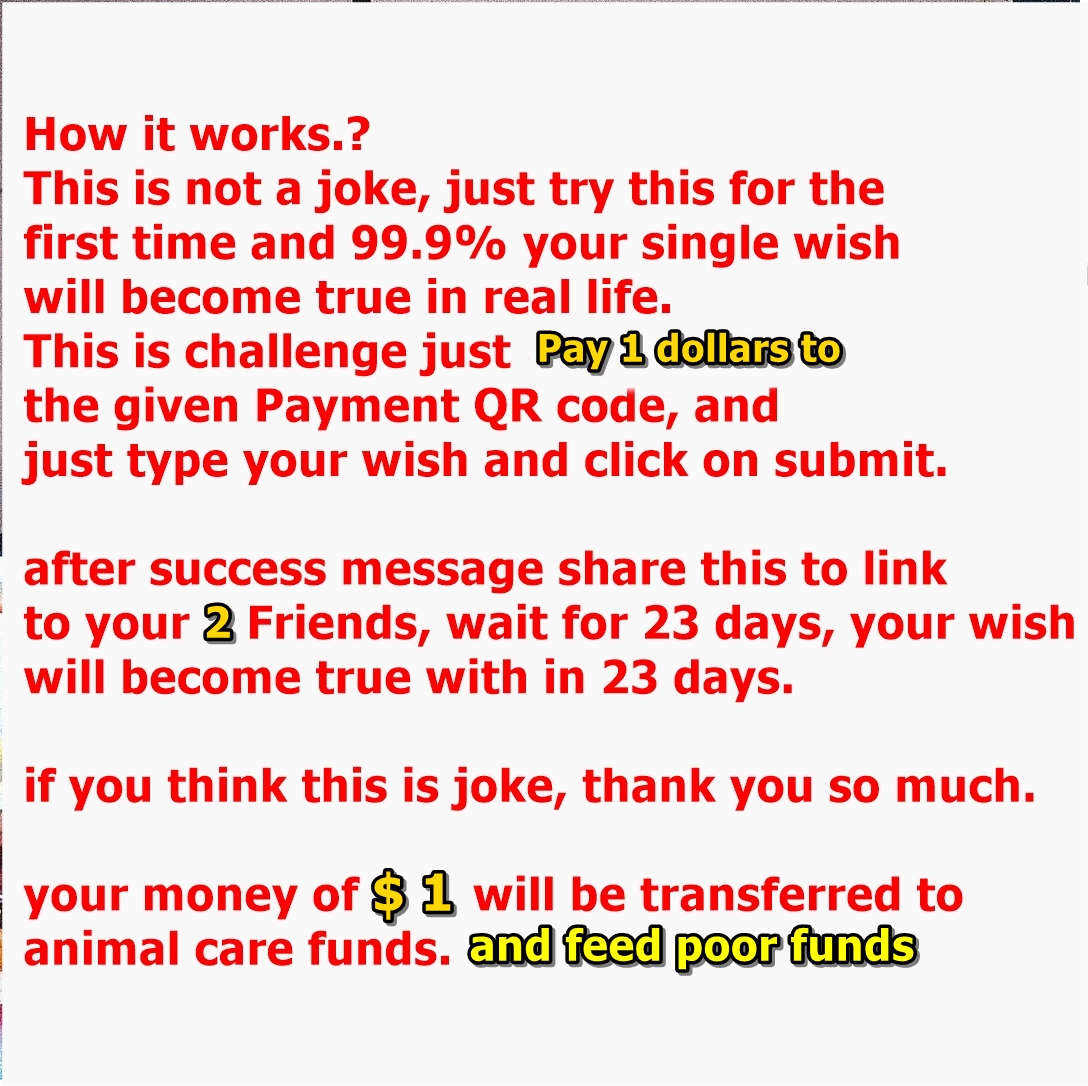 How it works.?
This is not a joke, just try this for the
first time and 99.9% your single wish
will become true in real life.
This is challenge just Pay 1 dollars to
the given Payment QR code, and
just type your wish and click on submit.
after success message share this to link
to your 2 Friends, wait for 23 days, your wish
will become true with in 23 days.
if you think this is joke, thank you so much.
your money of $ 1 will be transferred to
animal care funds. and feed poor funds